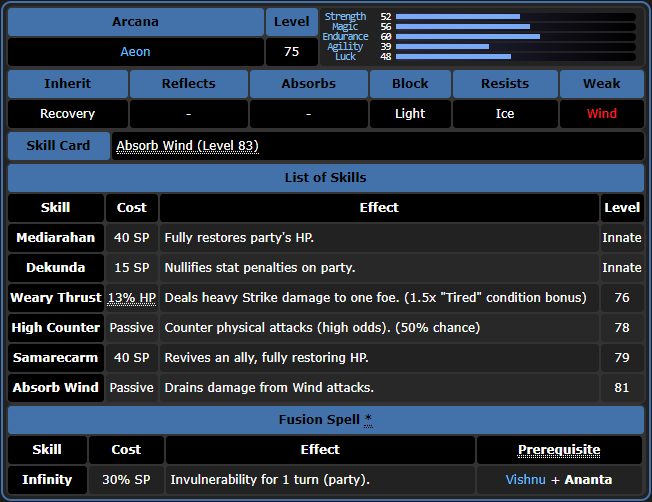 Arcana Level
Aeon 75
Strength 52
Magic 56
Endurance 60
Agility 39
Luck 48
Inherit Reflects Absorbs Block Resists Weak
Recovery - - Light Ice Wind
Skill Card Absorb Wind (Level 83)
List of Skills
Skill Cost Effect Level
Mediarahan 40 SP Fully restores party's HP. Innate
Dekunda 15 SP Nullifies stat penalties on party. Innate
Weary Thrust 13% HP Deals heavy Strike damage to one foe. (1.5x "Tired" condition bonus) 76
High Counter Passive Counter physical attacks (high odds). (50% chance) 78
Samarecarm 40 SP Revives an ally, fully restoring HP. 79
Absorb Wind Passive Drains damage from Wind attacks. 81
Fusion Spell *
Skill Cost Effect Prerequisite
Infinity 30% SP Invulnerability for 1 turn (party). Vishnu + Ananta